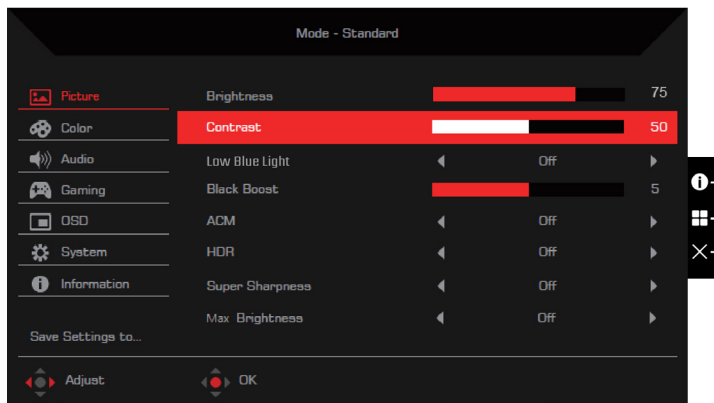 Mode - Standard
Picture
Brightness 75
Color
Contrast 50
Audio
Low Blue Light Off
Gaming
Black Boost 5
OSD
ACM Off
System
HDR Off
Information
Super Sharpness Off
Max Brightness Off
Save Settings to...
Adjust OK